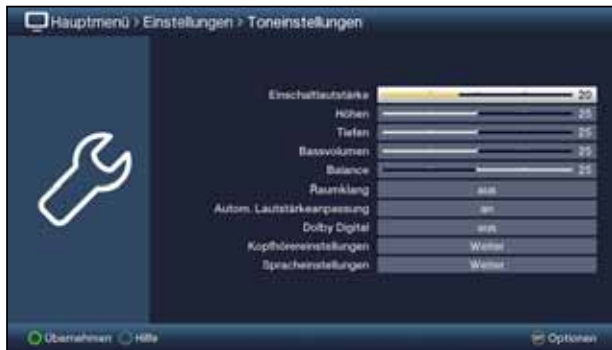 Hauptmenü > Einstellungen > Toneinstellungen
Einschaltlautstärke 20
Höhen 25
Tiefen 25
Bassvolumen 25
Balance 25
Raumklang aus
Autom. Lautstärkeanpassung an
Dolby Digital aus
Kopfhörereinstellungen Weiter
Spracheinstellungen Weiter
Übernehmen Hilfe Optionen